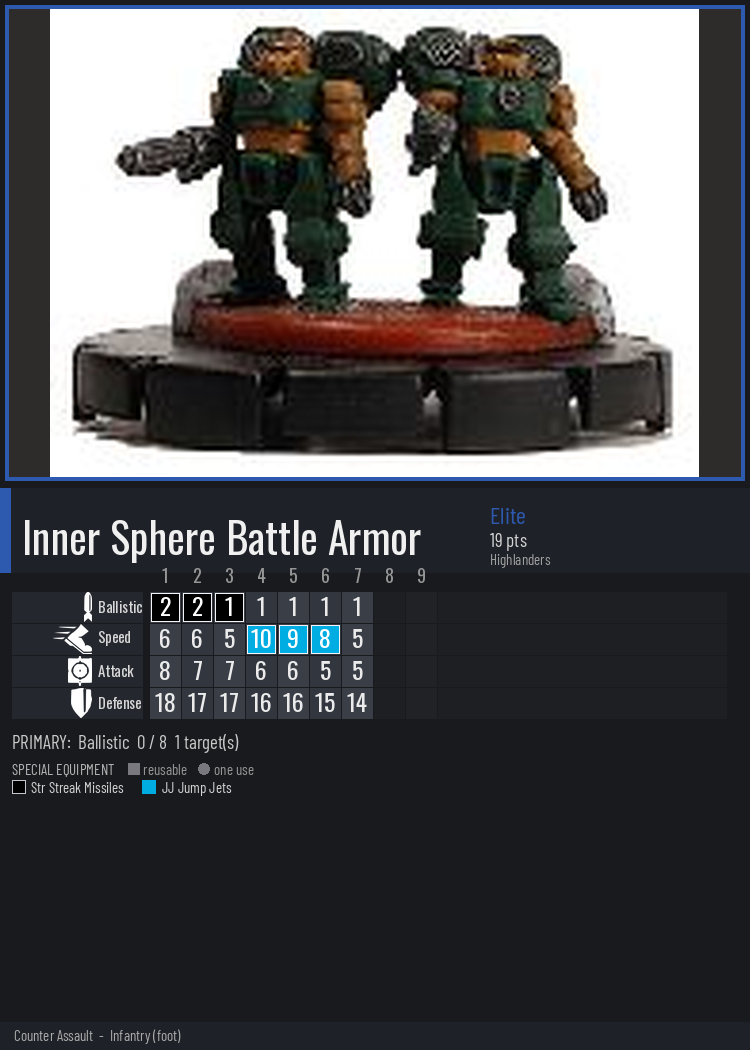 Inner Sphere Battle Armor
Elite
19 pts
Highlanders
1 2 3 4 5 6 7 8 9
Ballistic 2 2 1 1 1 1 1
Speed 6 6 5 10 9 8 5
Attack 8 7 7 6 6 5 5
Defense 18 17 17 16 16 15 14
PRIMARY: Ballistic 0 / 8 1 target(s)
SPECIAL EQUIPMENT reusable one use
Str Streak Missiles JJ Jump Jets
Counter Assault - Infantry (foot)